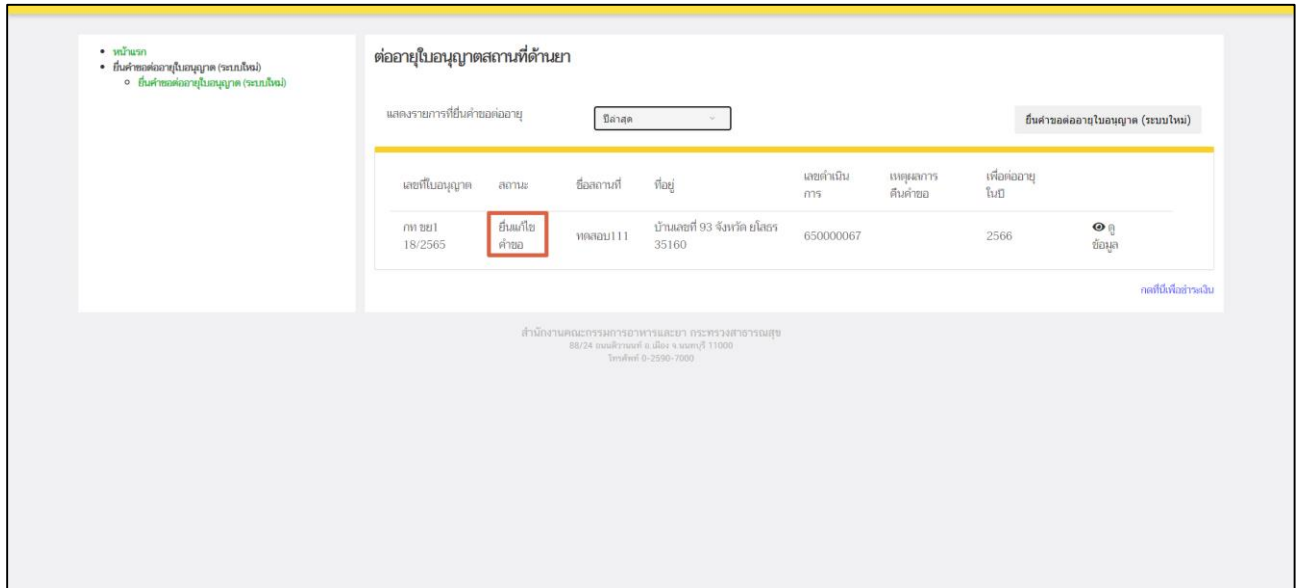 หน้าแรก
ยื่นคำขอต่ออายุใบอนุญาต (ระบบใหม่)
ยื่นคำขอต่ออายุใบอนุญาต (ระบบใหม่)
ต่ออายุใบอนุญาตสถานที่ด้านยา
แสดงรายการที่ยื่นคำขอต่ออายุ
ปีล่าสุด
ยื่นคำขอต่ออายุใบอนุญาต (ระบบใหม่)
เลขที่ใบอนุญาต สถานะ ชื่อสถานที่ ที่อยู่ เลขดำเนิน เหตุผลการ เพื่อต่ออายุ
การ คืนคำขอ ในปี
กท ขย1 ยื่นแก้ไข ทดสอบ111 บ้านเลขที่ 93 จังหวัด ยโสธร 650000067 2566 ดู
18/2565 คำขอ 35160 ข้อมูล
กดที่นี่เพื่อชำระเงิน
สำนักงานคณะกรรมการอาหารและยา กระทรวงสาธารณสุข
88/24 ถนนติวานนท์ อ.เมือง จ.นนทบุรี 11000
โทรศัพท์ 0-2590-7000